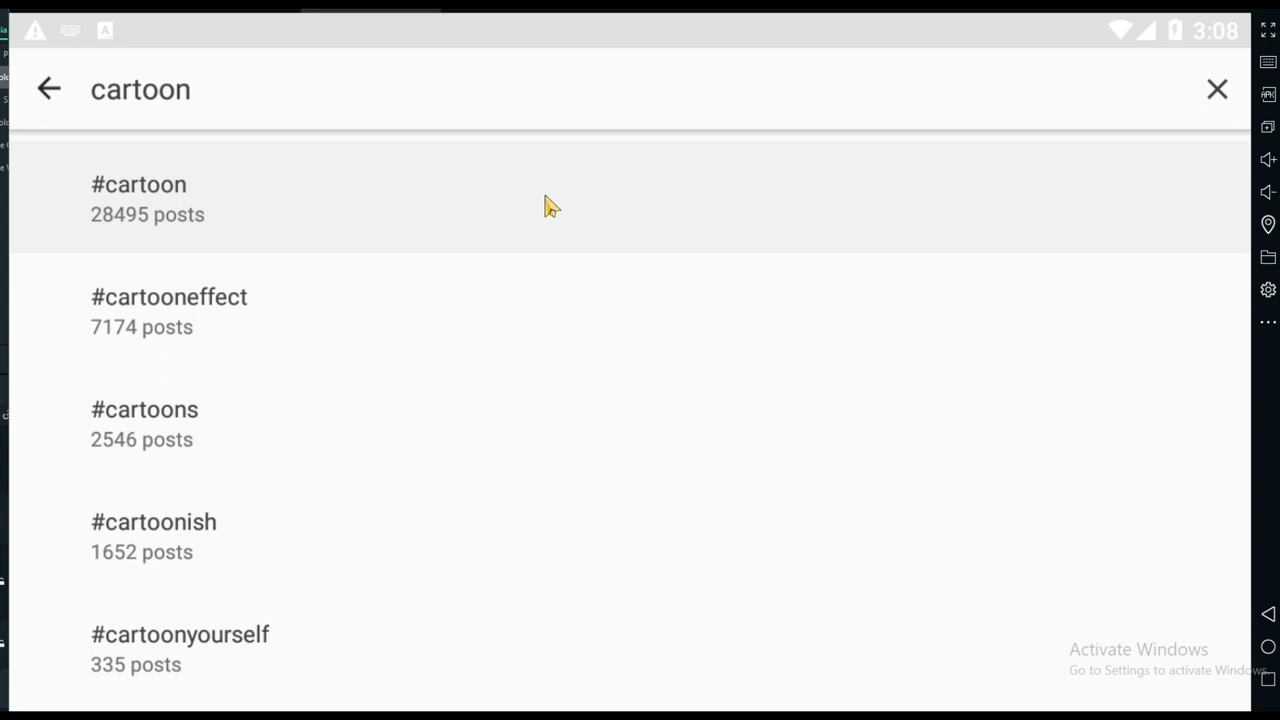 3:08
cartoon
#cartoon
28495 posts
#cartooneffect
7174 posts
#cartoons
2546 posts
#cartoonish
1652 posts
#cartoonyourself
335 posts
Activate Windows
Go to Settings to activate Windows.
APK
A